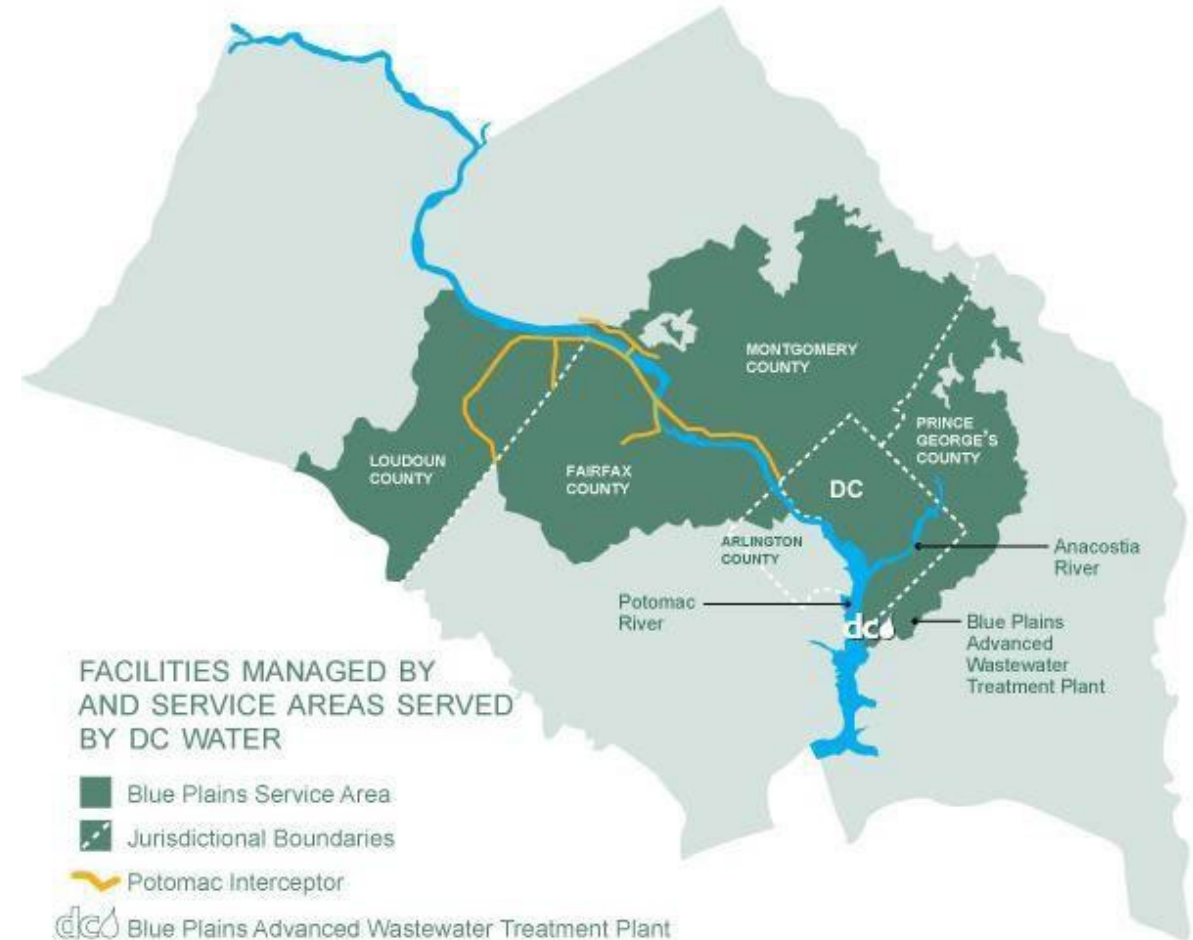 MONTGOMERY
COUNTY
PRINCE
GEORGE'S
COUNTY
LOUDOUN
COUNTY
FAIRFAX
COUNTY
DC
ARLINGTON
COUNTY
Anacostia
River
Potomac
River
dc
Blue Plains
Advanced
Wastewater
Treatment Plant
FACILITIES MANAGED BY
AND SERVICE AREAS SERVED
BY DC WATER
Blue Plains Service Area
Jurisdictional Boundaries
Potomac Interceptor
dc Blue Plains Advanced Wastewater Treatment Plant